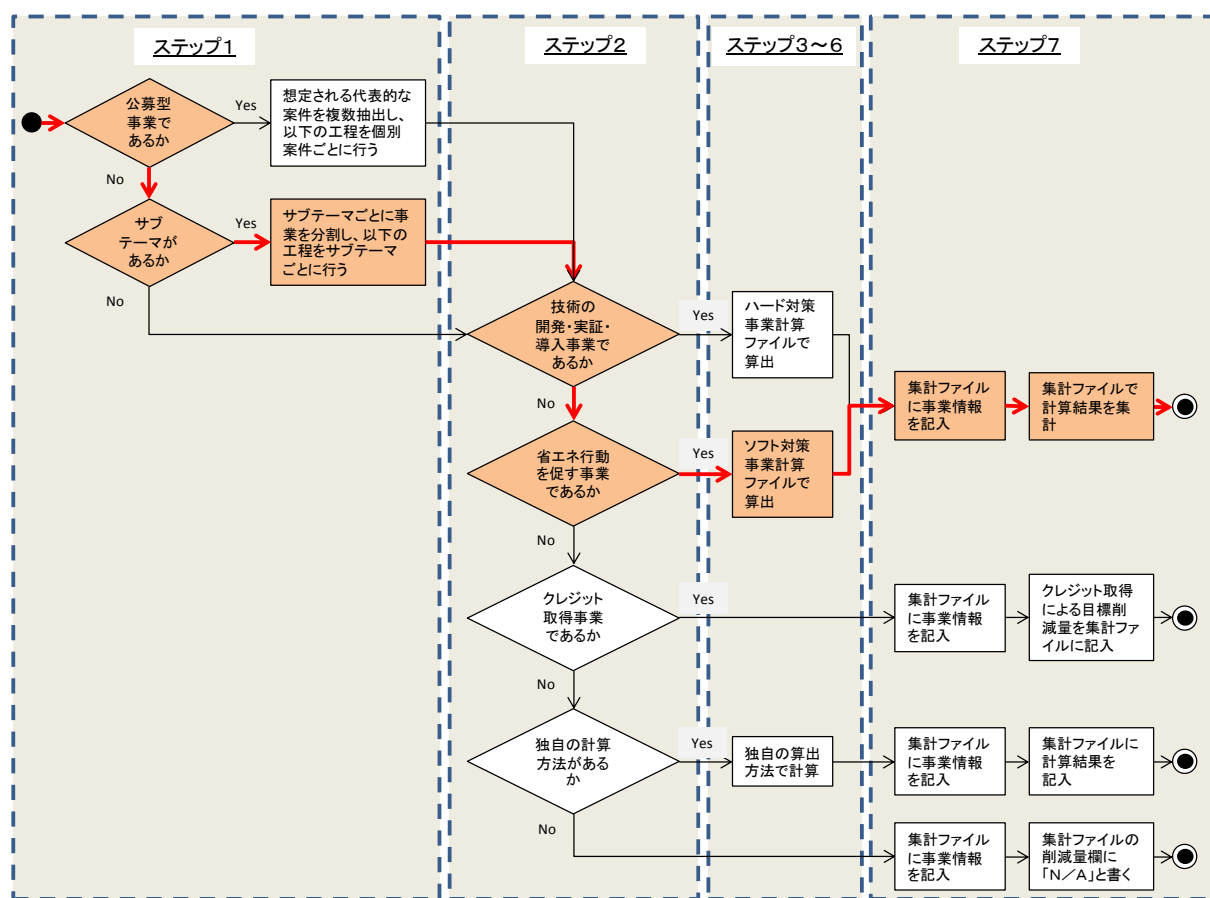 ステップ1
ステップ2
ステップ3~6
ステップ7
公募型
事業で
あるか
Yes
想定される代表的な
案件を複数抽出し、
以下の工程を個別
案件ごとに行う
No
サブ
テーマが
あるか
Yes
サブテーマごとに事
業を分割し、以下の
工程をサブテーマ
ごとに行う
No
技術の
開発・実証・
導入事業で
あるか
Yes
ハード対策
事業計算
ファイルで
算出
No
省エネ行動
を促す事業
であるか
Yes
ソフト対策
事業計算
ファイルで
算出
集計ファイル
に事業情報
を記入
集計ファイルで
計算結果を集
計
No
クレジット
取得事業
であるか
Yes
集計ファイル
に事業情報
を記入
クレジット取得
による目標削
減量を集計ファ
イルに記入
No
独自の計算
方法がある
か
Yes
独自の算出
方法で計算
集計ファイル
に事業情報
を記入
集計ファイルに
計算結果を
記入
No
集計ファイル
に事業情報
を記入
集計ファイルの
削減量欄に
「N/A」と書く